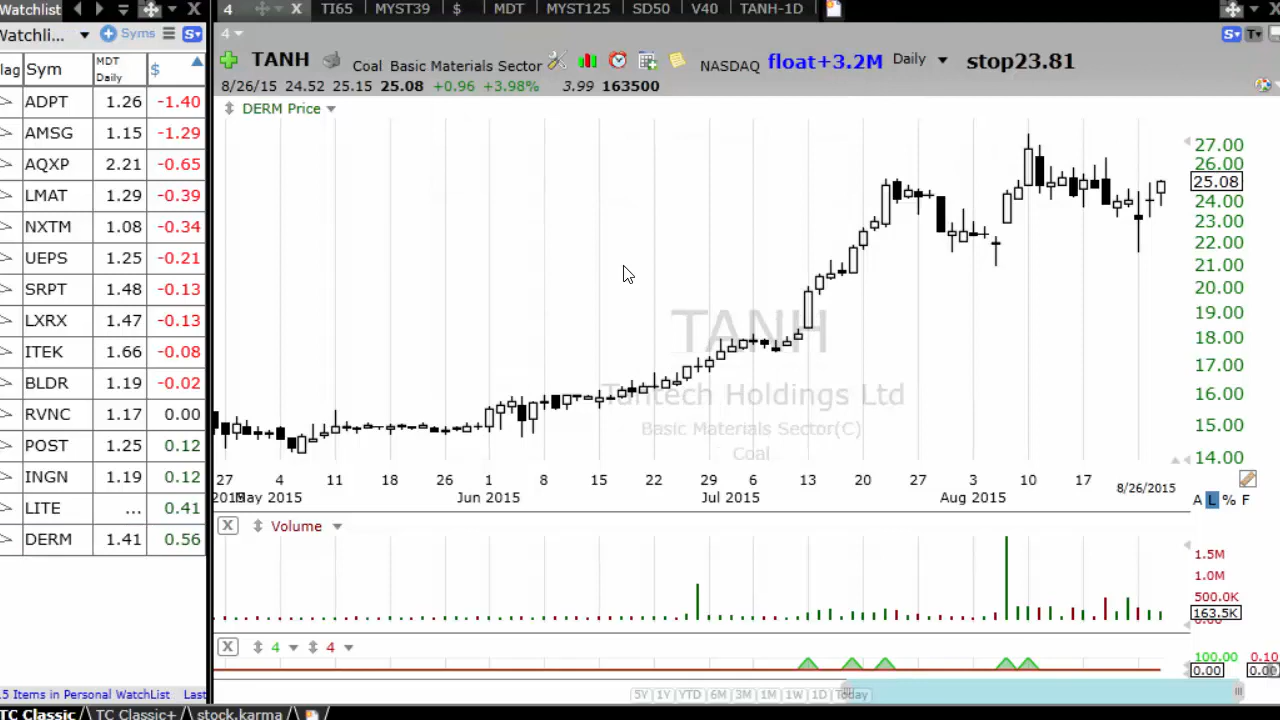 Watchlist
4 TI65 MYST39 $ MDT MYST125 SD50 V40 TANH-1D
Watchli... Syms S
4
lag Sym MDT Daily $
ADPT 1.26 -1.40
AMSG 1.15 -1.29
AQXP 2.21 -0.65
LMAT 1.29 -0.39
NXTM 1.08 -0.34
UEPS 1.25 -0.21
SRPT 1.48 -0.13
LXRX 1.47 -0.13
ITEK 1.66 -0.08
BLDR 1.19 -0.02
RVNC 1.17 0.00
POST 1.25 0.12
INGN 1.19 0.12
LITE ... 0.41
DERM 1.41 0.56
5 Items in Personal WatchList Last
TANH Coal Basic Materials Sector NASDAQ float+3.2M Daily stop23.81
8/26/15 24.52 25.15 25.08 +0.96 +3.98% 3.99 163500
DERM Price
27.00
26.00
25.08
24.00
23.00
22.00
21.00
20.00
19.00
18.00
17.00
16.00
15.00
14.00
TANH
Tantech Holdings Ltd
Basic Materials Sector(C)
Coal
27 4 11 18 26 1 8 15 22 29 6 13 20 27 3 10 17 8/26/2015
May 2015 Jun 2015 Jul 2015 Aug 2015
A L % F
X Volume
1.5M
1.0M
500.0K
163.5K
X 4 4
100.00 0.10
0.00
5Y 1Y YTD 6M 3M 1M 1W 1D Today
TC Classic TC Classic+ stock.karma